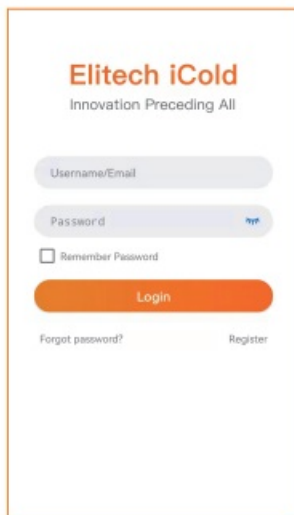 Elitech iCold
Innovation Preceding All
Username/Email
Password
Remember Password
Login
Forgot password? Register